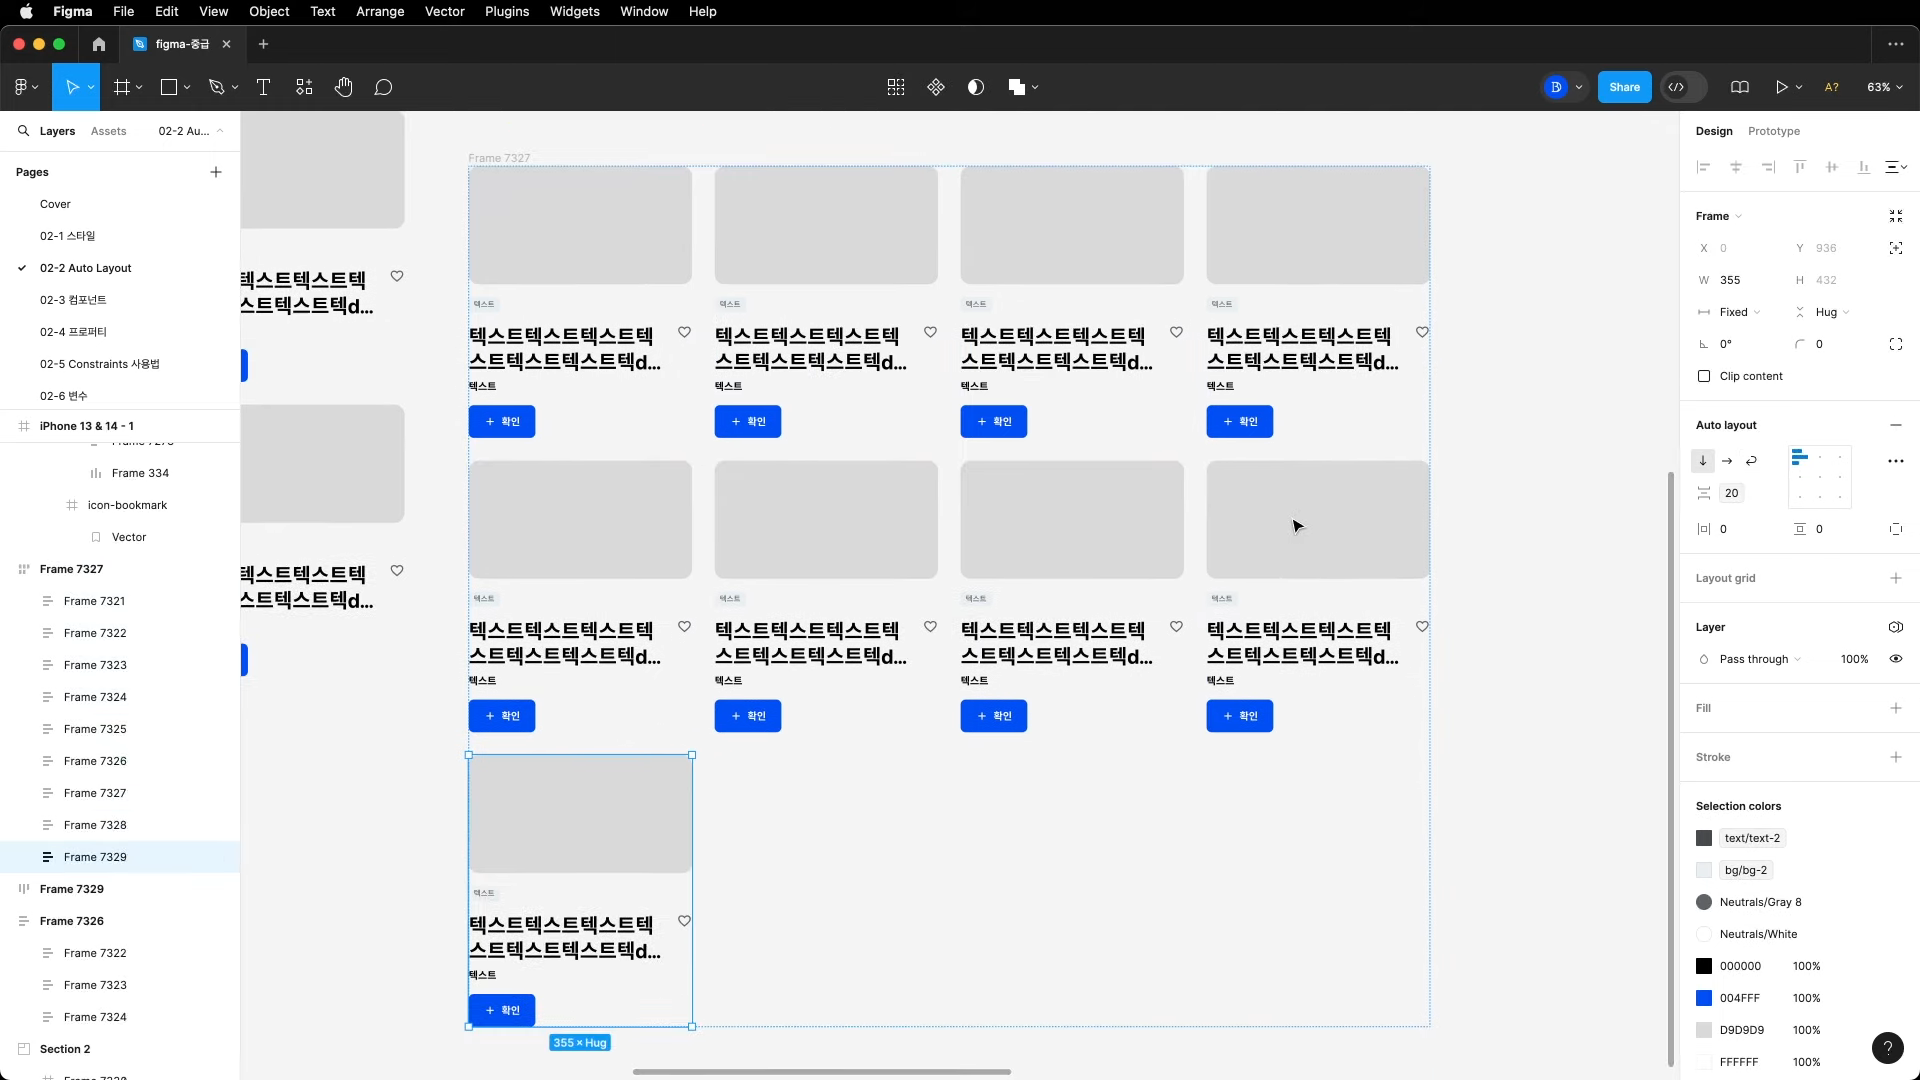 Figma File Edit View Object Text Arrange Vector Plugins Widgets Window Help
figma-중급
Share
A?
63%
Layers Assets 02-2 Au...
Pages
Cover
02-1 스타일
02-2 Auto Layout
02-3 컴포넌트
02-4 프로퍼티
02-5 Constraints 사용법
02-6 변수
iPhone 13 & 14 - 1
Frame 334
icon-bookmark
Vector
Frame 7327
Frame 7321
Frame 7322
Frame 7323
Frame 7324
Frame 7325
Frame 7326
Frame 7327
Frame 7328
Frame 7329
Frame 7329
Frame 7326
Frame 7322
Frame 7323
Frame 7324
Section 2
텍스트텍스트텍
스트텍스트텍d...
텍스트텍스트텍
스트텍스트텍d...
Frame 7327
텍스트 텍스트 텍스트 텍스트
텍스트텍스트텍스트텍 텍스트텍스트텍스트텍 텍스트텍스트텍스트텍 텍스트텍스트텍스트텍
스트텍스트텍스트텍d... 스트텍스트텍스트텍d... 스트텍스트텍스트텍d... 스트텍스트텍스트텍d...
텍스트 텍스트 텍스트 텍스트
+ 확인 + 확인 + 확인 + 확인
텍스트 텍스트 텍스트 텍스트
텍스트텍스트텍스트텍 텍스트텍스트텍스트텍 텍스트텍스트텍스트텍 텍스트텍스트텍스트텍
스트텍스트텍스트텍d... 스트텍스트텍스트텍d... 스트텍스트텍스트텍d... 스트텍스트텍스트텍d...
텍스트 텍스트 텍스트 텍스트
+ 확인 + 확인 + 확인 + 확인
텍스트
텍스트텍스트텍스트텍
스트텍스트텍스트텍d...
텍스트
+ 확인
355 × Hug
Design Prototype
Frame
X 0 Y 936
W 355 H 432
Fixed Hug
0° 0
Clip content
Auto layout
20
0 0
Layout grid
Layer
Pass through 100%
Fill
Stroke
Selection colors
text/text-2
bg/bg-2
Neutrals/Gray 8
Neutrals/White
000000 100%
004FFF 100%
D9D9D9 100%
FFFFFF 100%
?